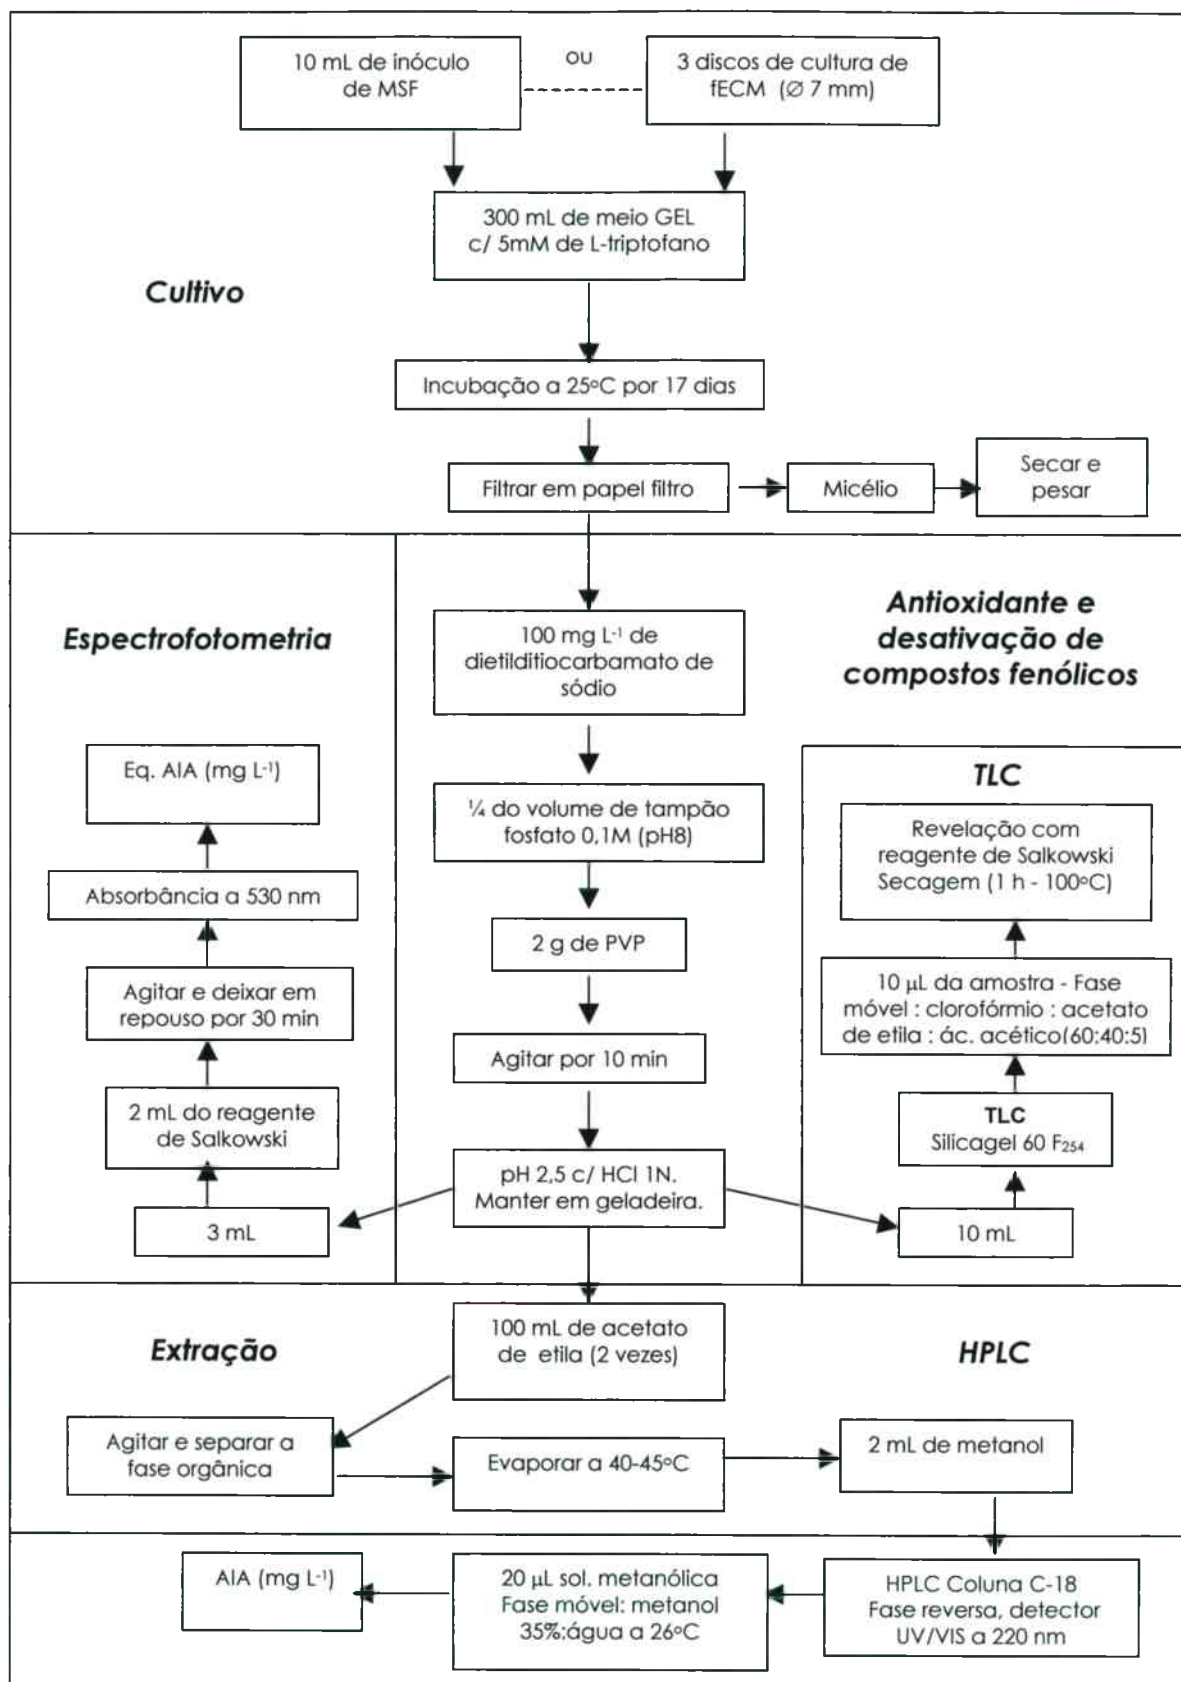 10 mL de inóculo
de MSF
ou
3 discos de cultura de
fECM (Ø 7 mm)
300 mL de meio GEL
c/ 5mM de L-triptofano
Cultivo
Incubação a 25ºC por 17 dias
Filtrar em papel filtro
Micélio
Secar e
pesar
Espectrofotometria
Antioxidante e
desativação de
compostos fenólicos
100 mg L⁻¹ de
dietilditiocarbamato de
sódio
¼ do volume de tampão
fosfato 0,1M (pH8)
2 g de PVP
Agitar por 10 min
pH 2,5 c/ HCl 1N.
Manter em geladeira.
Eq. AIA (mg L⁻¹)
Absorbância a 530 nm
Agitar e deixar em
repouso por 30 min
2 mL do reagente
de Salkowski
3 mL
TLC
Revelação com
reagente de Salkowski
Secagem (1 h - 100ºC)
10 µL da amostra - Fase
móvel : clorofórmio : acetato
de etila : ác. acético(60:40:5)
TLC
Silicagel 60 F₂₅₄
10 mL
Extração
100 mL de acetato
de etila (2 vezes)
HPLC
Agitar e separar a
fase orgânica
Evaporar a 40-45ºC
2 mL de metanol
AIA (mg L⁻¹)
20 µL sol. metanólica
Fase móvel: metanol
35%:água a 26ºC
HPLC Coluna C-18
Fase reversa, detector
UV/VIS a 220 nm